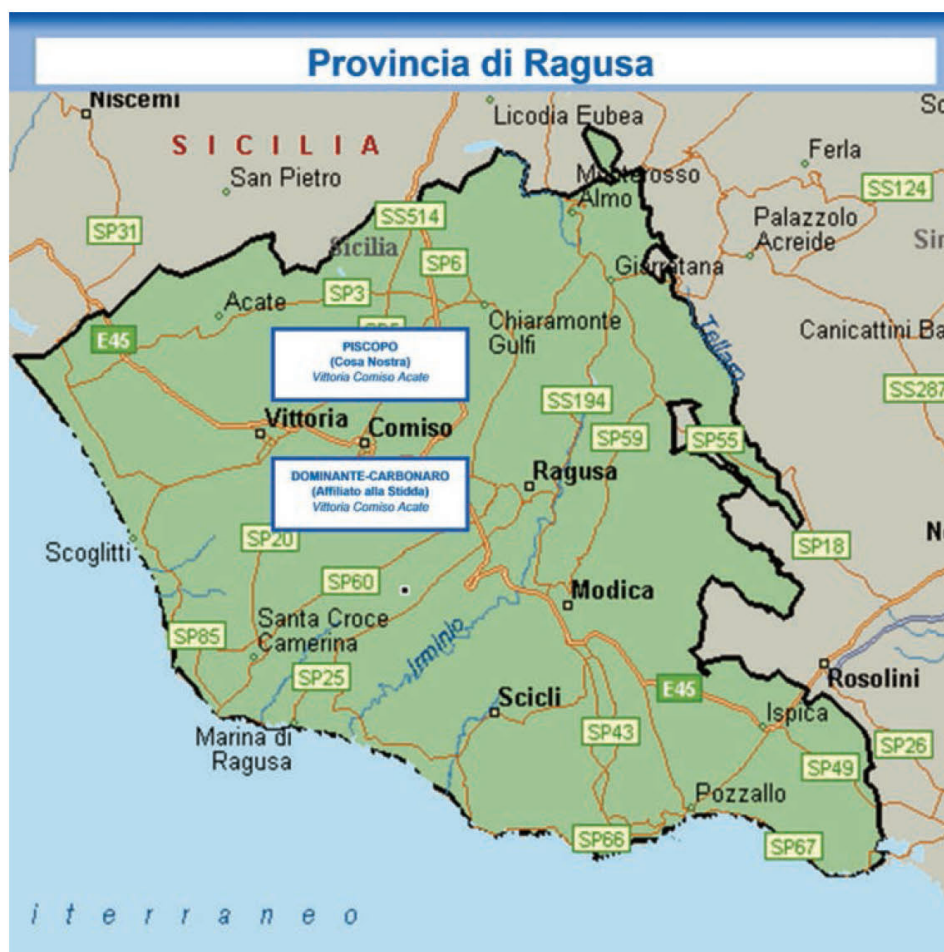 Provincia di Ragusa
Niscemi
Licodia Eubea
SICILIA
Ferla
San Pietro
Monterosso
Almo
SS124
SS514
Palazzolo
Acreide
SP31
Sicilia
SP6
Giarratana
Acate
SP3
Chiaramonte
Gulfi
Tellaro
Canicattini Ba
E45
PISCOPO
(Cosa Nostra)
Vittoria Comiso Acate
SS194
SS287
Vittoria
Comiso
SP59
SP55
DOMINANTE-CARBONARO
(Affiliato alla Stidda)
Vittoria Comiso Acate
Ragusa
Scoglitti
SP20
SP18
SP60
Modica
Santa Croce
Camerina
SP85
Irminio
SP25
E45
Rosolini
Scicli
Ispica
Marina di
Ragusa
SP43
SP26
SP49
Pozzallo
SP66
SP67
iterraneo